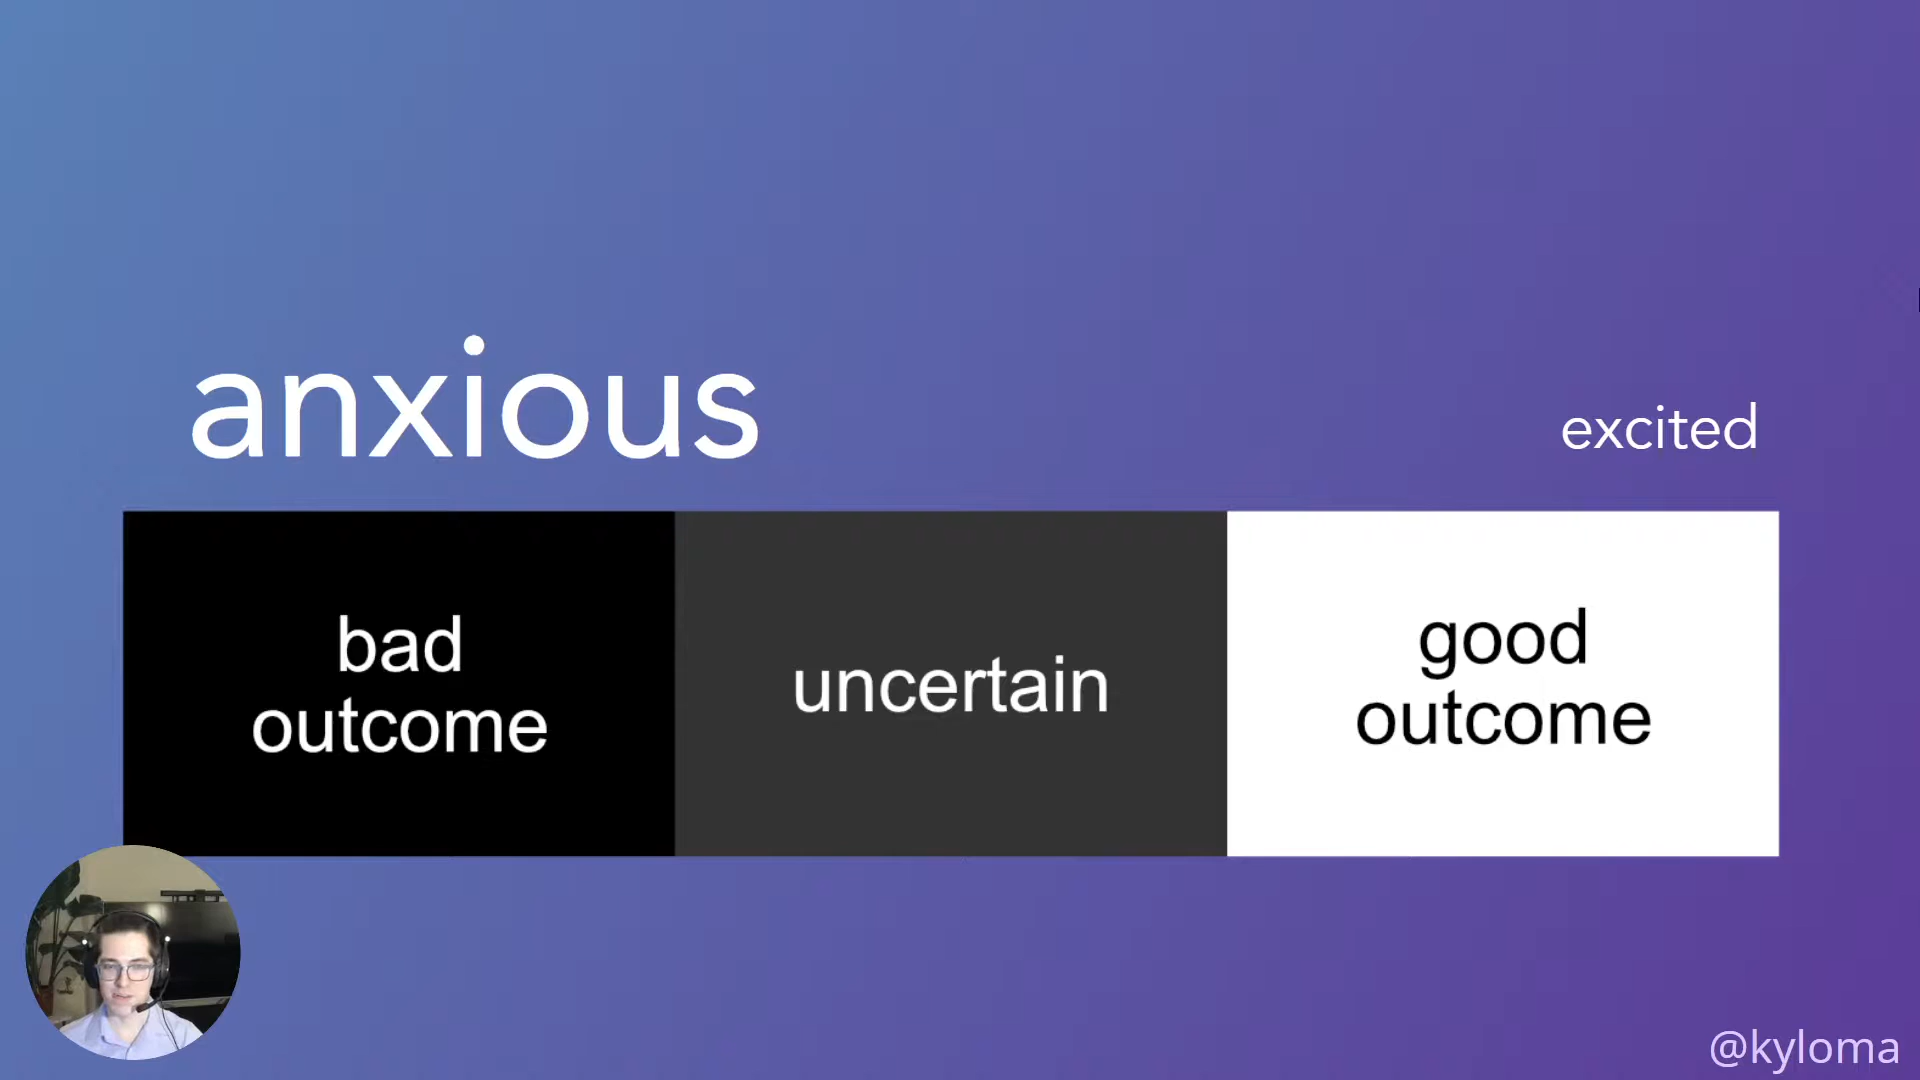 anxious
excited
bad
outcome
uncertain
good
outcome
@kyloma